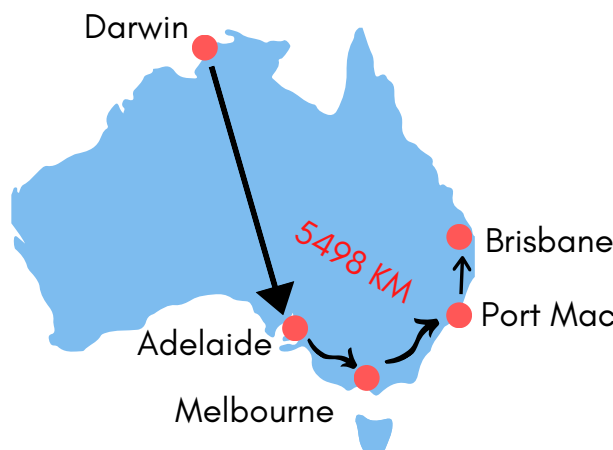 Darwin
5498 KM
Brisbane
Port Mac
Adelaide
Melbourne